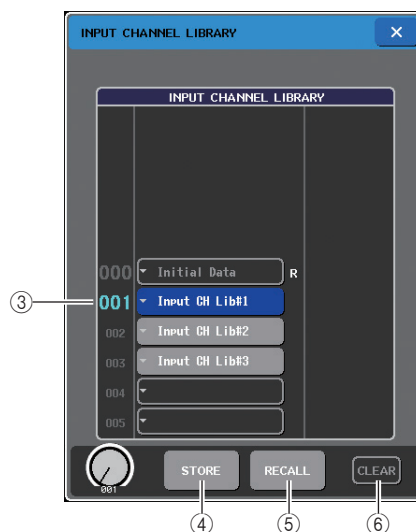 INPUT CHANNEL LIBRARY ×
INPUT CHANNEL LIBRARY
000 Initial Data R
③ 001 Input CH Lib#1
002 Input CH Lib#2
003 Input CH Lib#3
004
005
001 STORE RECALL CLEAR
④ ⑤ ⑥